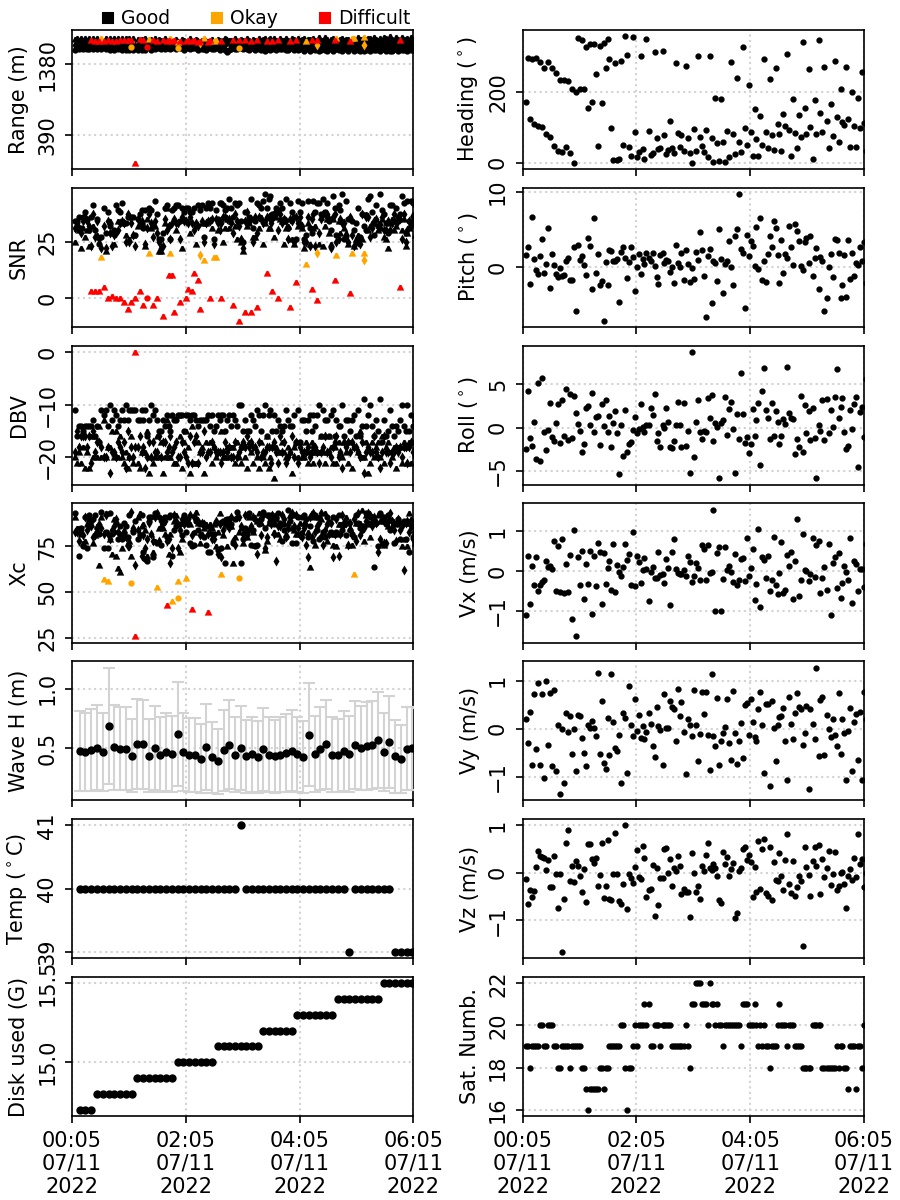 Good Okay Difficult
Range (m)
1380
390
Heading (°)
200
0
SNR
25
0
Pitch (°)
10
0
DBV
0
−10
−20
Roll (°)
5
0
−5
Xc
75
50
25
Vx (m/s)
1
0
−1
Wave H (m)
1.0
0.5
Vy (m/s)
1
0
−1
Temp (°C)
41
40
39
Vz (m/s)
1
0
−1
Disk used (G)
15.5
15.0
Sat. Numb.
22
20
18
16
00:05 02:05 04:05 06:05
07/11 07/11 07/11 07/11
2022 2022 2022 2022
00:05 02:05 04:05 06:05
07/11 07/11 07/11 07/11
2022 2022 2022 2022